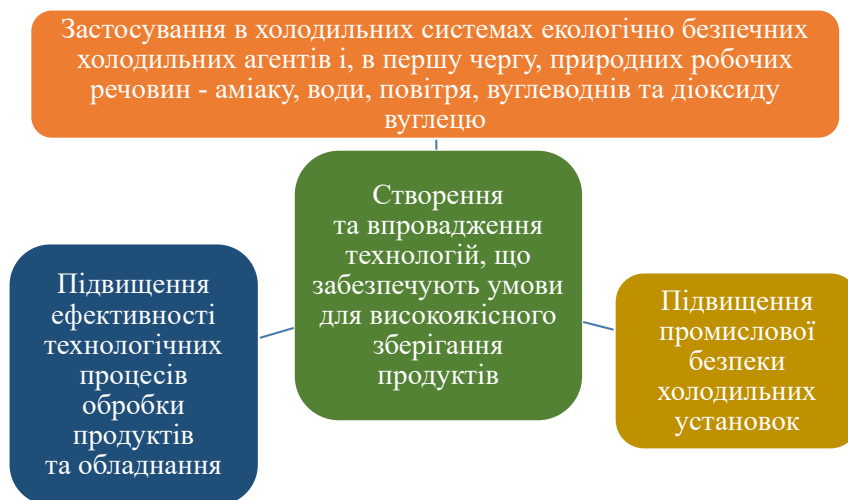 Застосування в холодильних системах екологічно безпечних
холодильних агентів і, в першу чергу, природних робочих
речовин - аміаку, води, повітря, вуглеводнів та діоксиду
вуглецю
Створення
та впровадження
технологій, що
забезпечують умови
для високоякісного
зберігання
продуктів
Підвищення
ефективності
технологічних
процесів
обробки
продуктів
та обладнання
Підвищення
промислової
безпеки
холодильних
установок